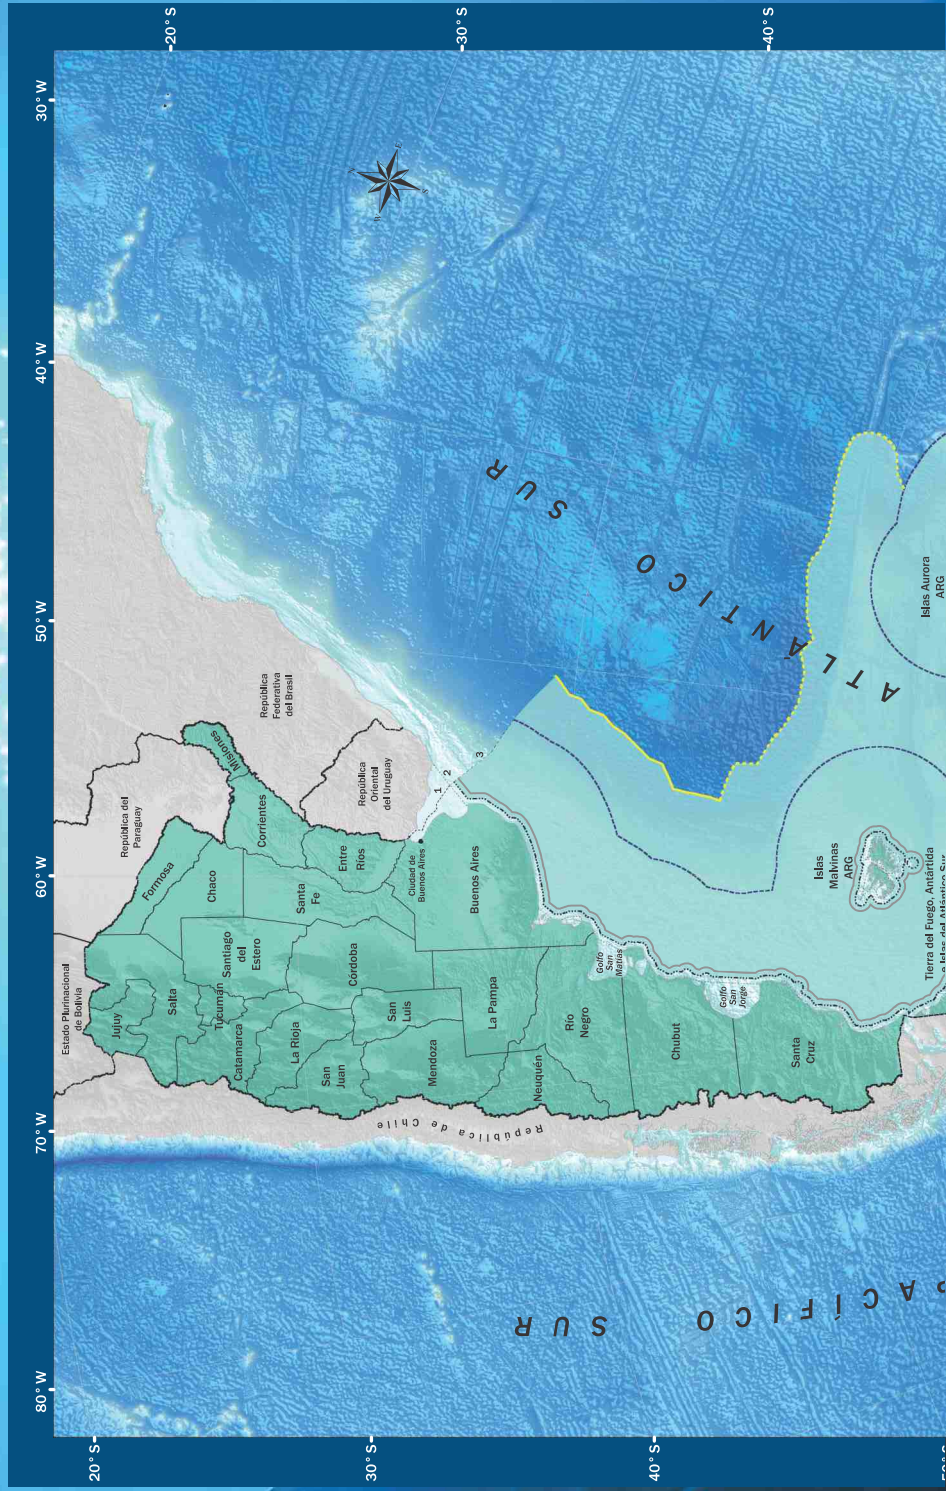 20° S
30° S
40° S
30° W
40° W
50° W
60° W
70° W
80° W
20° S
30° S
40° S
N
E
S
ATLÁNTICO
SUR
PACÍFICO
SUR
República de Chile
Estado Plurinacional
de Bolivia
República del
Paraguay
República
Federativa
del Brasil
República
Oriental
del Uruguay
Jujuy
Salta
Formosa
Chaco
Misiones
Corrientes
Tucumán
Santiago
del
Estero
Santa
Fe
Entre
Ríos
Catamarca
La Rioja
San
Juan
Córdoba
San
Luis
Mendoza
Ciudad de
Buenos Aires
Buenos Aires
La Pampa
Neuquén
Río
Negro
Chubut
Santa
Cruz
Golfo
San
Matías
Golfo
San
Jorge
1
2
3
Islas
Malvinas
ARG
Islas Aurora
ARG
Tierra del Fuego, Antártida
e Islas del Atlántico Sur